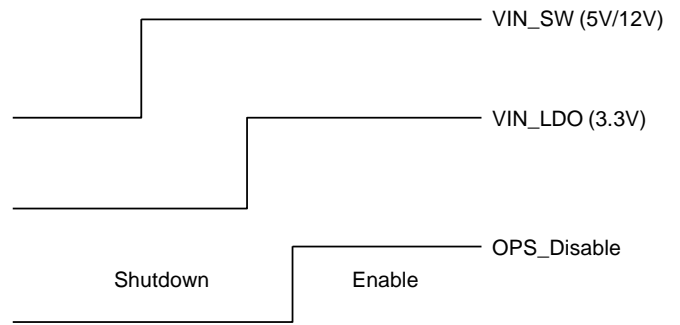 VIN_SW (5V/12V)
VIN_LDO (3.3V)
OPS_Disable
Shutdown
Enable